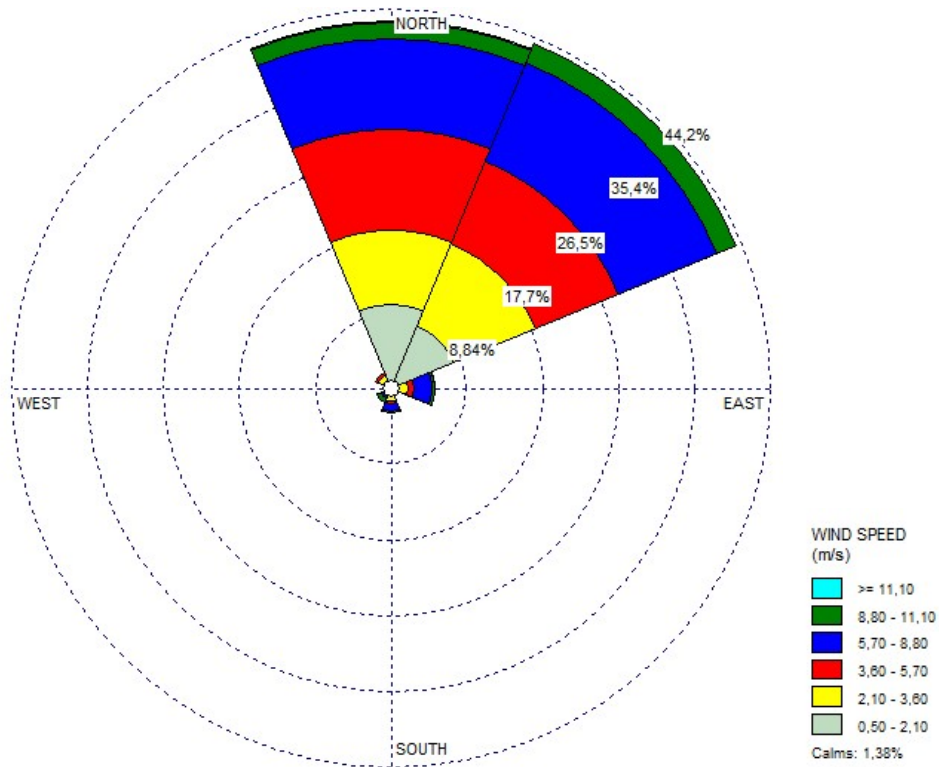 NORTH
44,2%
35,4%
26,5%
17,7%
8,84%
WEST
EAST
SOUTH
WIND SPEED
(m/s)
>= 11,10
8,80 - 11,10
5,70 - 8,80
3,60 - 5,70
2,10 - 3,60
0,50 - 2,10
Calms: 1,38%